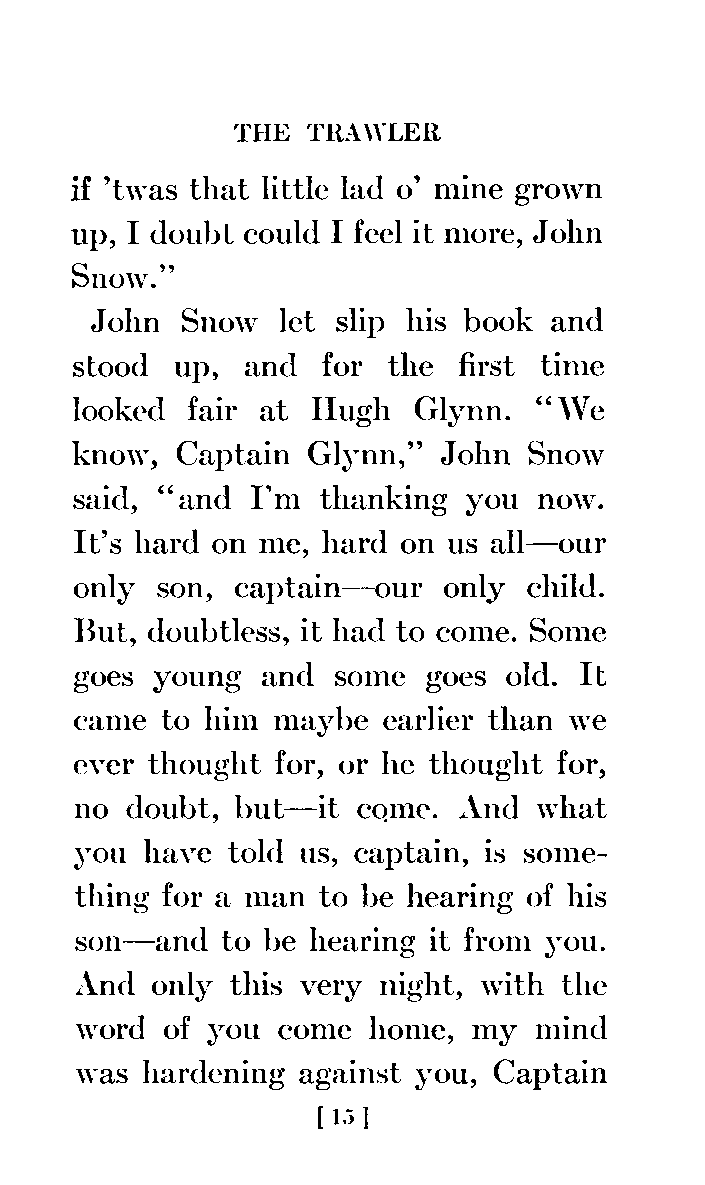 THE TRAWLER
if 'twas that little lad o' mine grown
up, I doubt could I feel it more, John
Snow."
John Snow let slip his book and
stood up, and for the first time
looked fair at Hugh Glynn. "We
know, Captain Glynn," John Snow
said, "and I'm thanking you now.
It's hard on me, hard on us all—our
only son, captain—our only child.
But, doubtless, it had to come. Some
goes young and some goes old. It
came to him maybe earlier than we
ever thought for, or he thought for,
no doubt, but—it come. And what
you have told us, captain, is some-
thing for a man to be hearing of his
son—and to be hearing it from you.
And only this very night, with the
word of you come home, my mind
was hardening against you, Captain
[ 15 ]